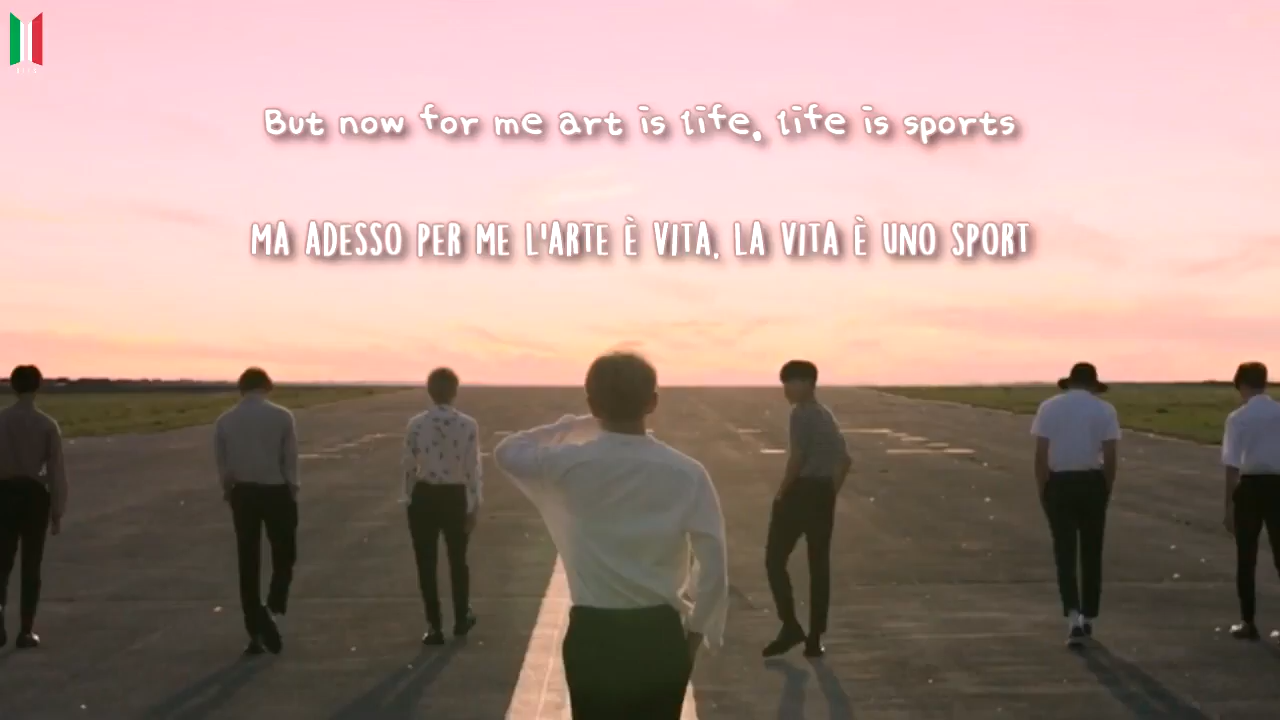 But now for me art is life, life is sports
MA ADESSO PER ME L'ARTE È VITA, LA VITA È UNO SPORT